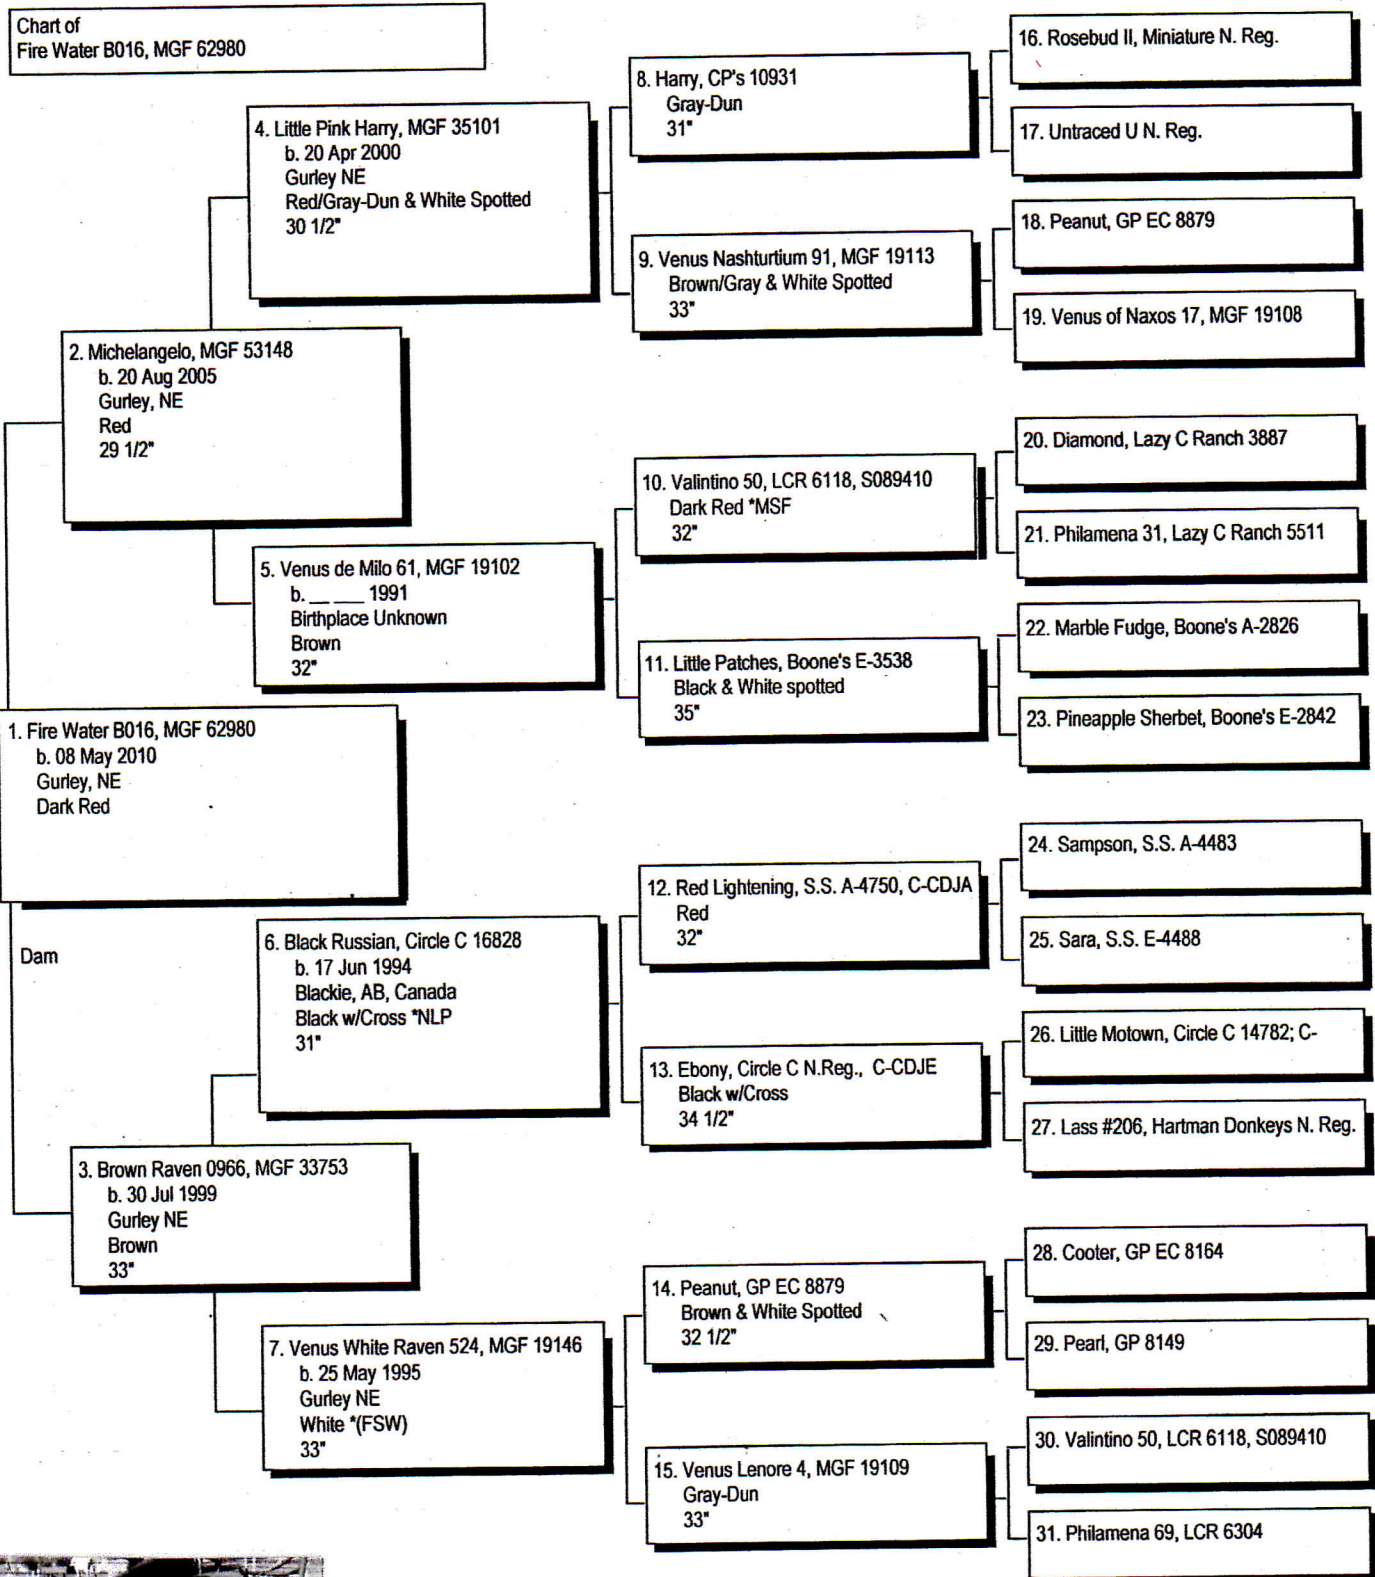 Chart of
Fire Water B016, MGF 62980
1. Fire Water B016, MGF 62980
b. 08 May 2010
Gurley, NE
Dark Red
Dam
2. Michelangelo, MGF 53148
b. 20 Aug 2005
Gurley, NE
Red
29 1/2"
3. Brown Raven 0966, MGF 33753
b. 30 Jul 1999
Gurley NE
Brown
33"
4. Little Pink Harry, MGF 35101
b. 20 Apr 2000
Gurley NE
Red/Gray-Dun & White Spotted
30 1/2"
5. Venus de Milo 61, MGF 19102
b. __ ___ 1991
Birthplace Unknown
Brown
32"
6. Black Russian, Circle C 16828
b. 17 Jun 1994
Blackie, AB, Canada
Black w/Cross *NLP
31"
7. Venus White Raven 524, MGF 19146
b. 25 May 1995
Gurley NE
White *(FSW)
33"
8. Harry, CP's 10931
Gray-Dun
31"
9. Venus Nashturtium 91, MGF 19113
Brown/Gray & White Spotted
33"
10. Valintino 50, LCR 6118, S089410
Dark Red *MSF
32"
11. Little Patches, Boone's E-3538
Black & White spotted
35"
12. Red Lightening, S.S. A-4750, C-CDJA
Red
32"
13. Ebony, Circle C N.Reg., C-CDJE
Black w/Cross
34 1/2"
14. Peanut, GP EC 8879
Brown & White Spotted
32 1/2"
15. Venus Lenore 4, MGF 19109
Gray-Dun
33"
16. Rosebud II, Miniature N. Reg.
17. Untraced U N. Reg.
18. Peanut, GP EC 8879
19. Venus of Naxos 17, MGF 19108
20. Diamond, Lazy C Ranch 3887
21. Philamena 31, Lazy C Ranch 5511
22. Marble Fudge, Boone's A-2826
23. Pineapple Sherbet, Boone's E-2842
24. Sampson, S.S. A-4483
25. Sara, S.S. E-4488
26. Little Motown, Circle C 14782; C-
27. Lass #206, Hartman Donkeys N. Reg.
28. Cooter, GP EC 8164
29. Pearl, GP 8149
30. Valintino 50, LCR 6118, S089410
31. Philamena 69, LCR 6304